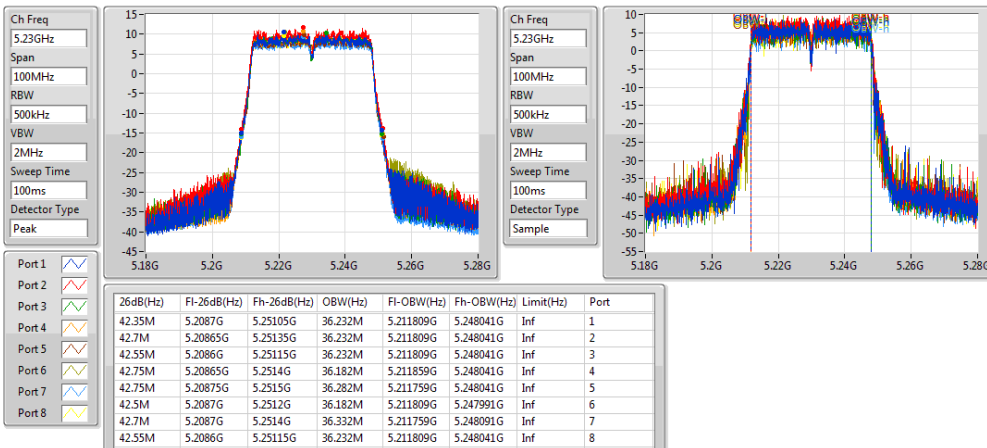 Ch Freq
5.23GHz
Span
100MHz
RBW
500kHz
VBW
2MHz
Sweep Time
100ms
Detector Type
Peak
15
10
5
0
-5
-10
-15
-20
-25
-30
-35
-40
-45
5.18G 5.2G 5.22G 5.24G 5.26G 5.28G
Ch Freq
5.23GHz
Span
100MHz
RBW
500kHz
VBW
2MHz
Sweep Time
100ms
Detector Type
Sample
10
5
0
-5
-10
-15
-20
-25
-30
-35
-40
-45
-50
-55
5.18G 5.2G 5.22G 5.24G 5.26G 5.28G
Port 1
Port 2
Port 3
Port 4
Port 5
Port 6
Port 7
Port 8
26dB(Hz) Fl-26dB(Hz) Fh-26dB(Hz) OBW(Hz) Fl-OBW(Hz) Fh-OBW(Hz) Limit(Hz) Port
42.35M 5.2087G 5.25105G 36.232M 5.211809G 5.248041G Inf 1
42.7M 5.20865G 5.25135G 36.232M 5.211809G 5.248041G Inf 2
42.55M 5.2086G 5.25115G 36.232M 5.211809G 5.248041G Inf 3
42.75M 5.20865G 5.2514G 36.182M 5.211859G 5.248041G Inf 4
42.75M 5.20875G 5.2515G 36.282M 5.211759G 5.248041G Inf 5
42.5M 5.2087G 5.2512G 36.182M 5.211809G 5.247991G Inf 6
42.7M 5.2087G 5.2514G 36.332M 5.211759G 5.248091G Inf 7
42.55M 5.2086G 5.25115G 36.232M 5.211809G 5.248041G Inf 8